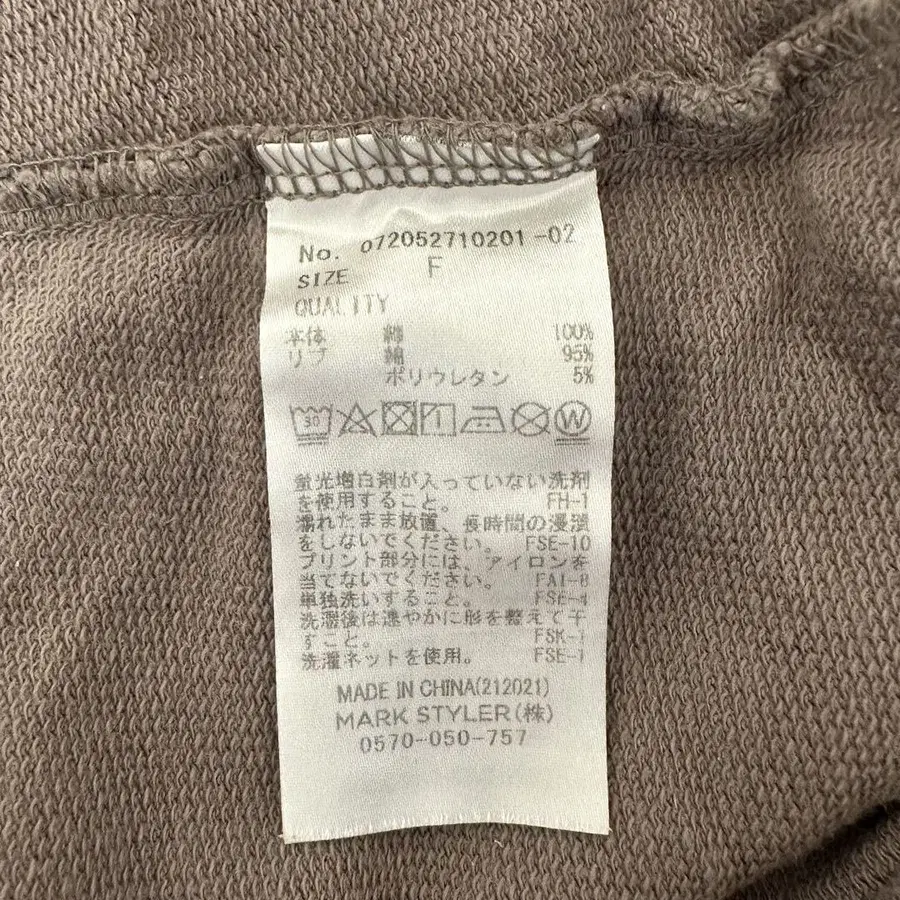 No. 072052710201-02
SIZE F
QUALITY
本体 綿 100%
リブ 綿 95%
ポリウレタン 5%
30 W
蛍光増白剤が入っていない洗剤
を使用すること。 FH-1
濡れたまま放置、長時間の浸漬
をしないでください。 FSE-10
プリント部分には、アイロンを
当てないでください。 FAI-8
単独洗いすること。 FSE-4
洗濯後は速やかに形を整えて干
すこと。 FSK-1
洗濯ネットを使用。 FSE-1
MADE IN CHINA(212021)
MARK STYLER(株)
0570-050-757